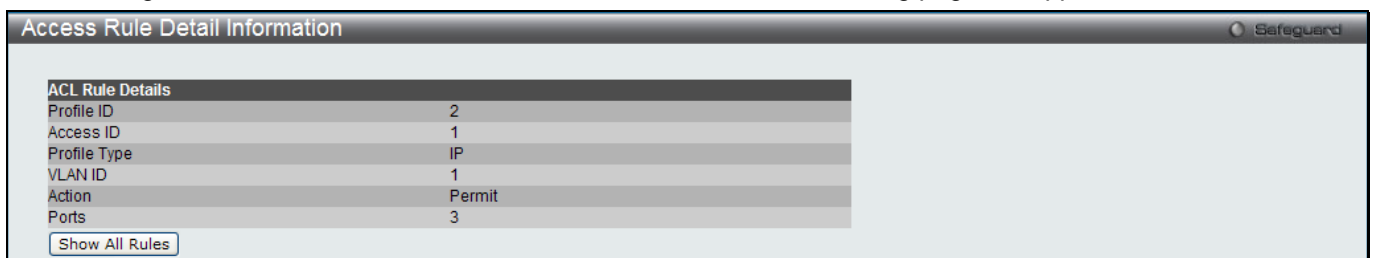 Access Rule Detail Information
Safeguard
ACL Rule Details
Profile ID 2
Access ID 1
Profile Type IP
VLAN ID 1
Action Permit
Ports 3
Show All Rules